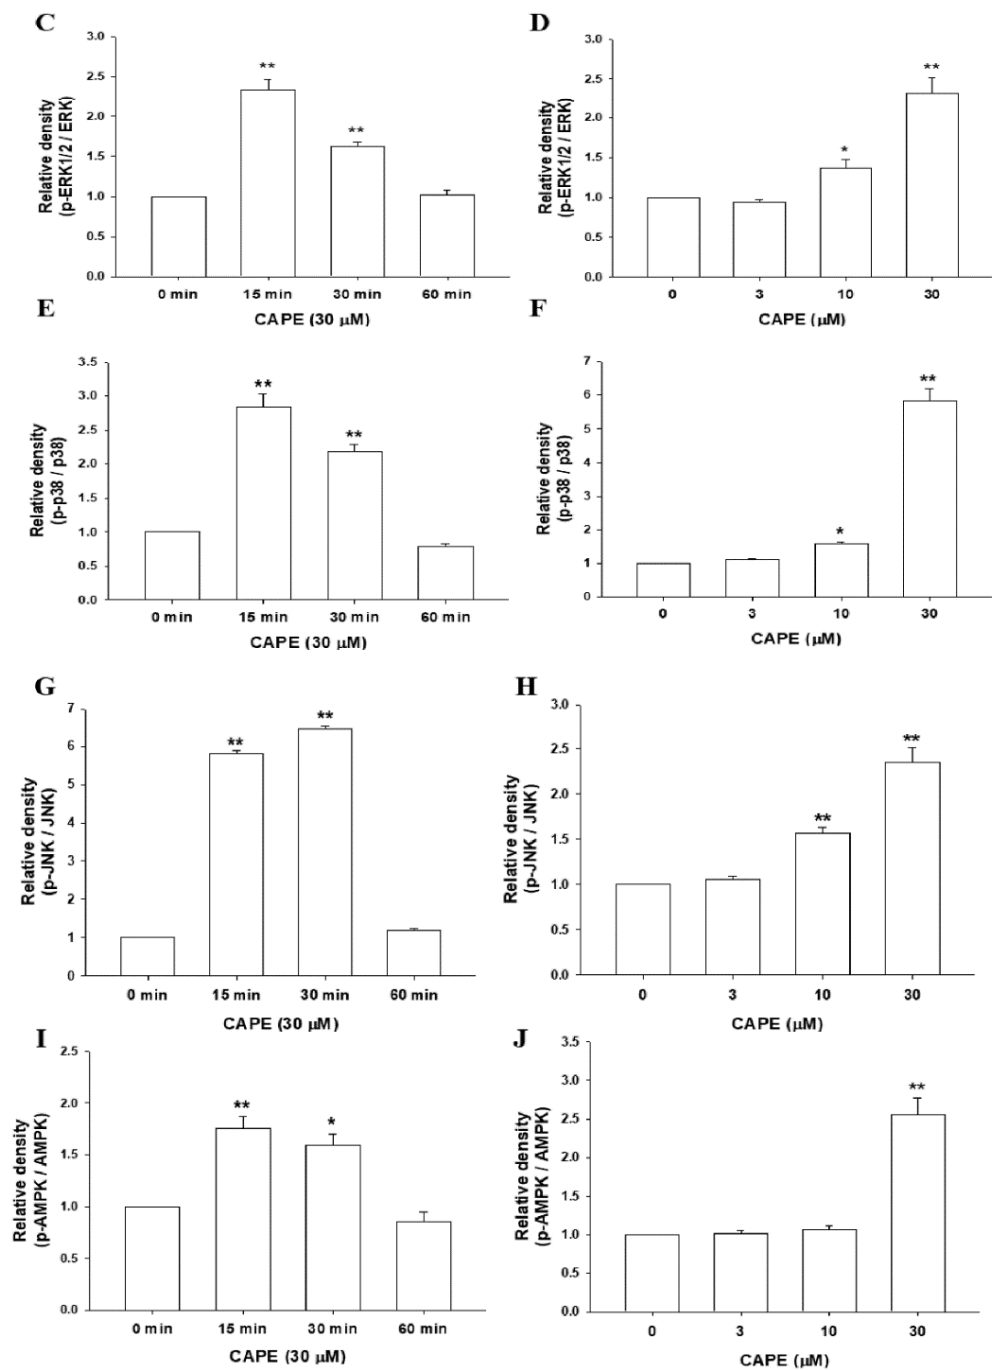 C
Relative density
(p-ERK1/2 / ERK)
3.0
2.5
2.0
1.5
1.0
0.5
0.0
**
**
0 min 15 min 30 min 60 min
CAPE (30 μM)
D
Relative density
(p-ERK1/2 / ERK)
3.0
2.5
2.0
1.5
1.0
0.5
0.0
*
**
0 3 10 30
CAPE (μM)
E
Relative density
(p-p38 / p38)
3.5
3.0
2.5
2.0
1.5
1.0
0.5
0.0
**
**
0 min 15 min 30 min 60 min
CAPE (30 μM)
F
Relative density
(p-p38 / p38)
7
6
5
4
3
2
1
0
*
**
0 3 10 30
CAPE (μM)
G
Relative density
(p-JNK / JNK)
7
6
5
4
3
2
1
0
**
**
0 min 15 min 30 min 60 min
CAPE (30 μM)
H
Relative density
(p-JNK / JNK)
3.0
2.5
2.0
1.5
1.0
0.5
0.0
**
**
0 3 10 30
CAPE (μM)
I
Relative density
(p-AMPK / AMPK)
2.5
2.0
1.5
1.0
0.5
0.0
**
*
0 min 15 min 30 min 60 min
CAPE (30 μM)
J
Relative density
(p-AMPK / AMPK)
3.5
3.0
2.5
2.0
1.5
1.0
0.5
0.0
**
0 3 10 30
CAPE (μM)